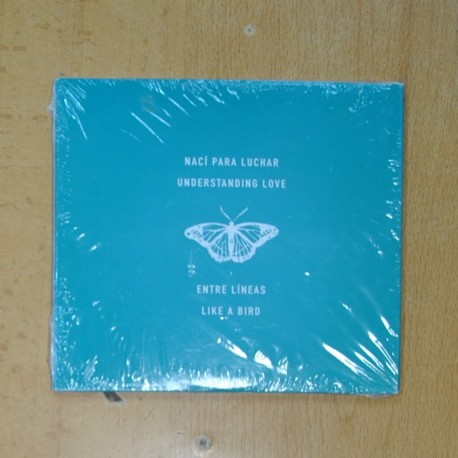 NACÍ PARA LUCHAR
UNDERSTANDING LOVE
ENTRE LÍNEAS
LIKE A BIRD